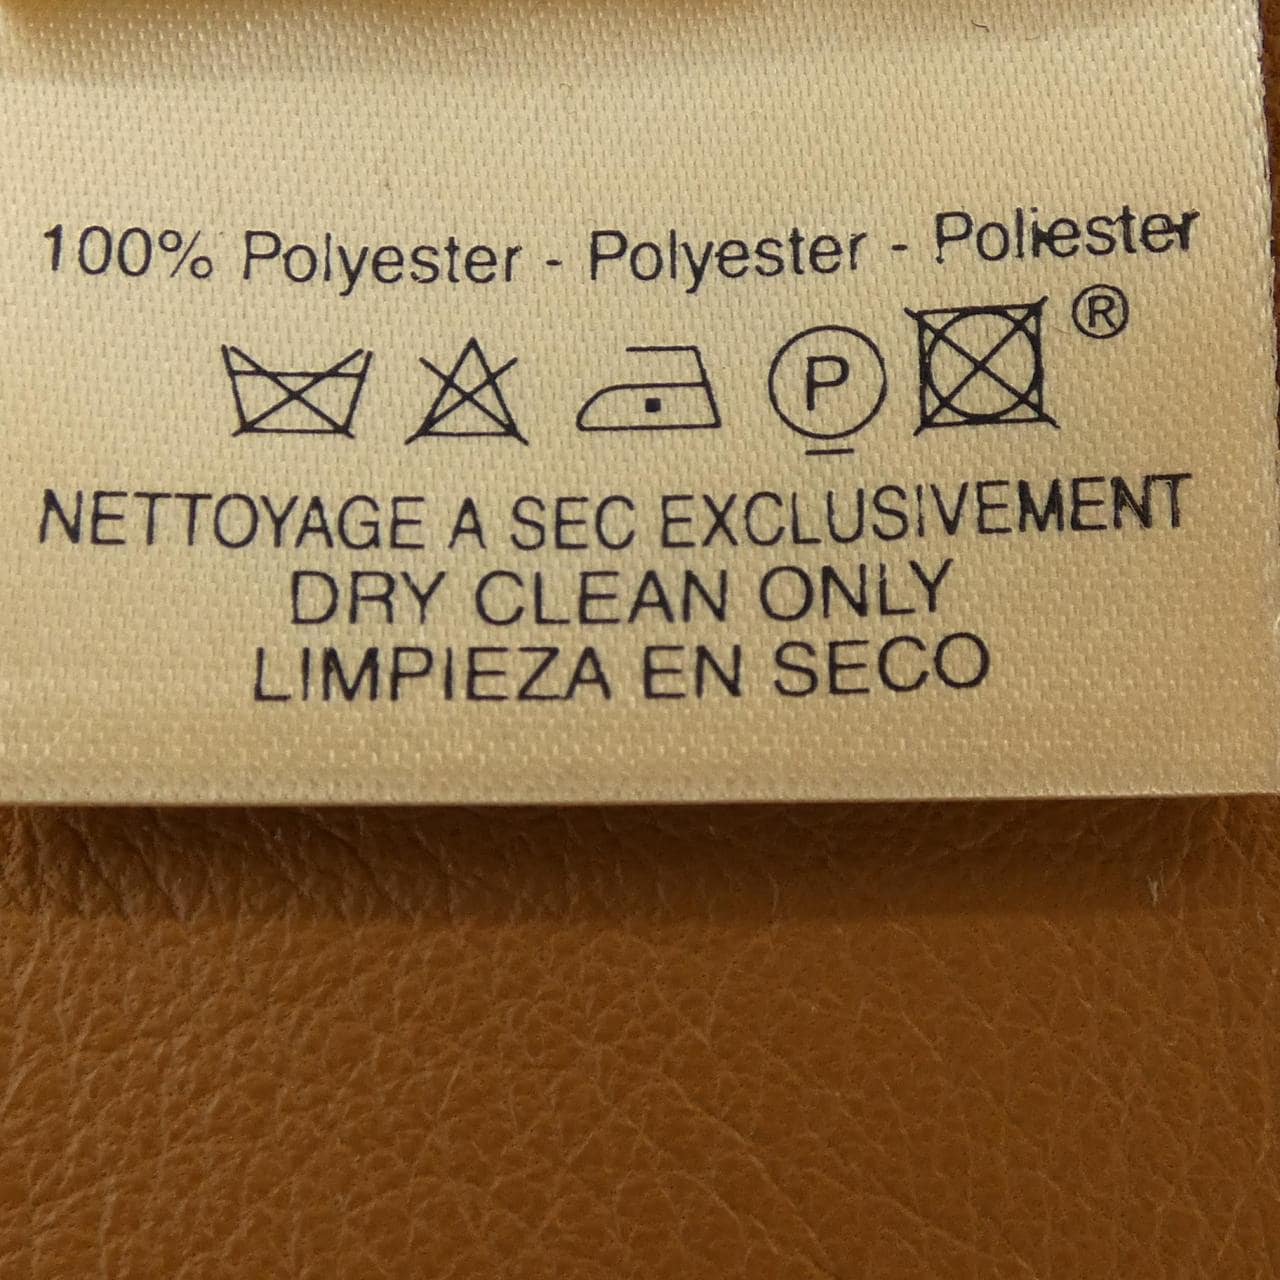 100% Polyester - Polyester - Poliester
P ®
NETTOYAGE A SEC EXCLUSIVEMENT
DRY CLEAN ONLY
LIMPIEZA EN SECO